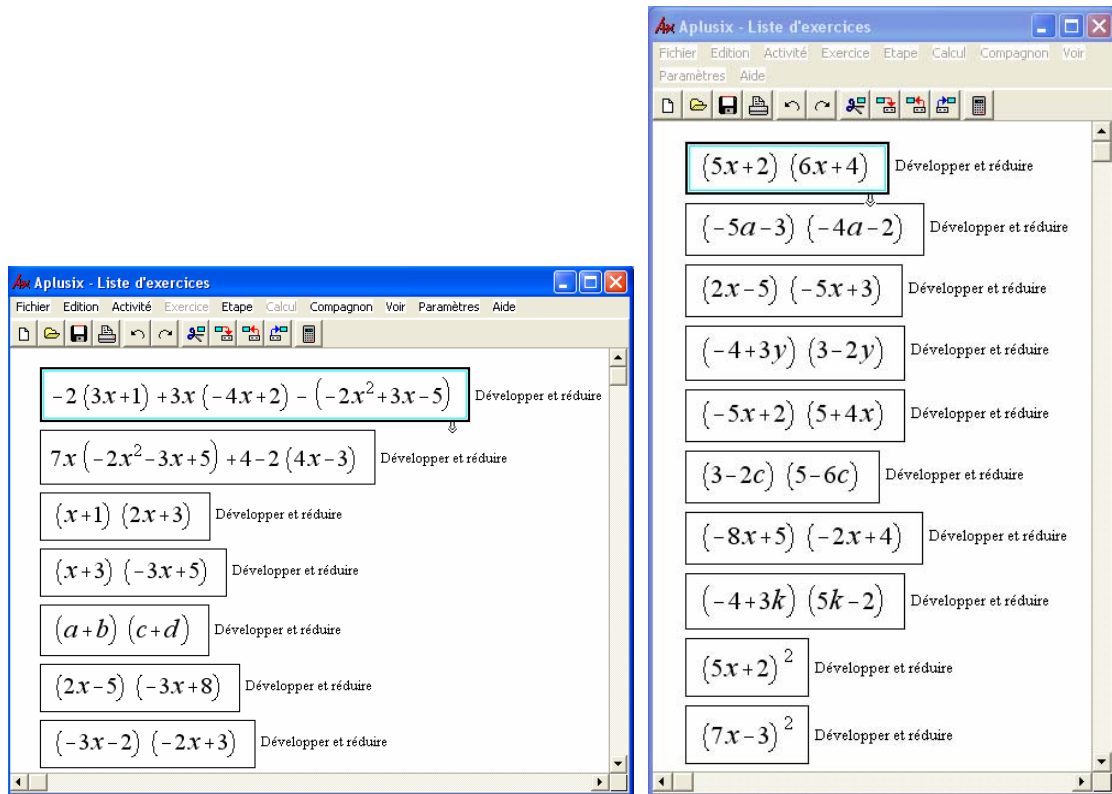 Aplusix - Liste d'exercices
Fichier Edition Activité Exercice Etape Calcul Compagnon Voir Paramètres Aide
-2 (3x+1) +3x (-4x+2) - (-2x²+3x-5) Développer et réduire
7x (-2x²-3x+5) +4-2 (4x-3) Développer et réduire
(x+1) (2x+3) Développer et réduire
(x+3) (-3x+5) Développer et réduire
(a+b) (c+d) Développer et réduire
(2x-5) (-3x+8) Développer et réduire
(-3x-2) (-2x+3) Développer et réduire
Aplusix - Liste d'exercices
Fichier Edition Activité Exercice Etape Calcul Compagnon Voir
Paramètres Aide
(5x+2) (6x+4) Développer et réduire
(-5a-3) (-4a-2) Développer et réduire
(2x-5) (-5x+3) Développer et réduire
(-4+3y) (3-2y) Développer et réduire
(-5x+2) (5+4x) Développer et réduire
(3-2c) (5-6c) Développer et réduire
(-8x+5) (-2x+4) Développer et réduire
(-4+3k) (5k-2) Développer et réduire
(5x+2)² Développer et réduire
(7x-3)² Développer et réduire